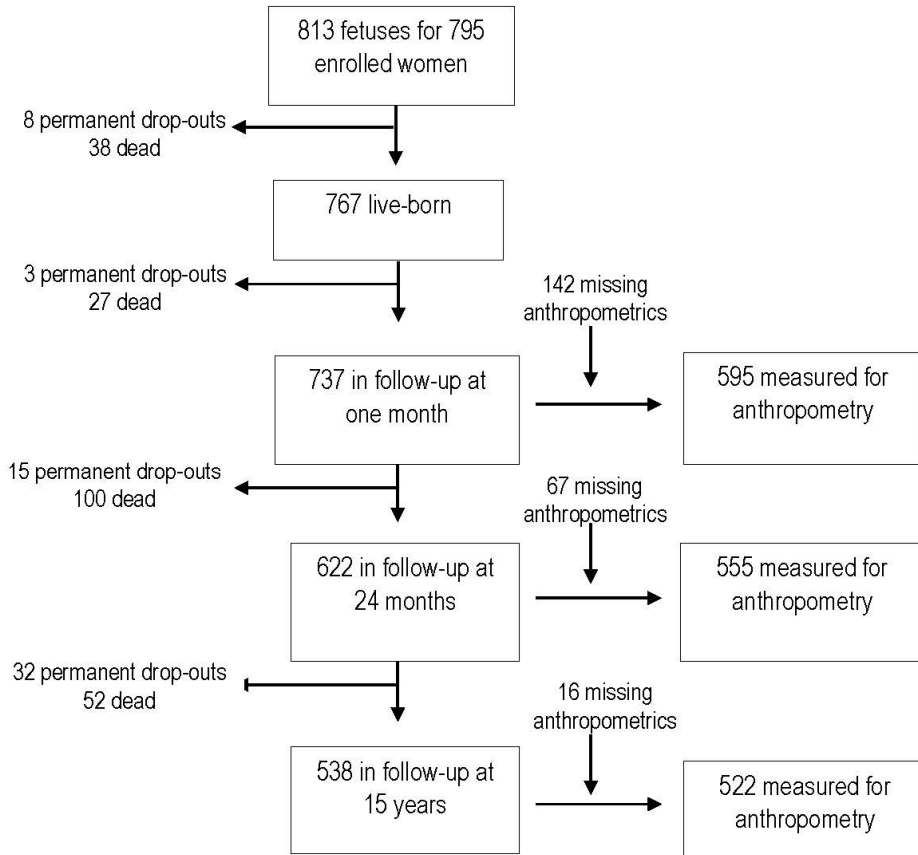 813 fetuses for 795
enrolled women
8 permanent drop-outs
38 dead
767 live-born
3 permanent drop-outs
27 dead
142 missing
anthropometrics
737 in follow-up at
one month
595 measured for
anthropometry
15 permanent drop-outs
100 dead
67 missing
anthropometrics
622 in follow-up at
24 months
555 measured for
anthropometry
32 permanent drop-outs
52 dead
16 missing
anthropometrics
538 in follow-up at
15 years
522 measured for
anthropometry